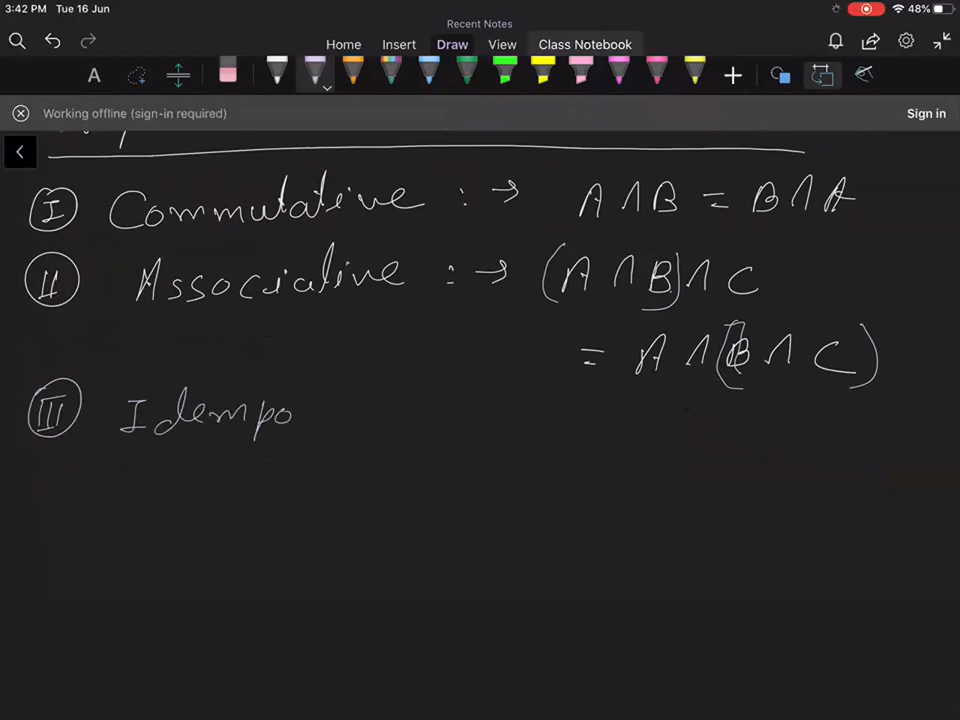 3:42 PM Tue 16 Jun
48%
Recent Notes
Home Insert Draw View Class Notebook
A
Working offline (sign-in required) Sign in
I Commutative :→ A∩B = B∩A
II Associative :→ (A∩B)∩C
= A∩(B∩C)
III Idempo